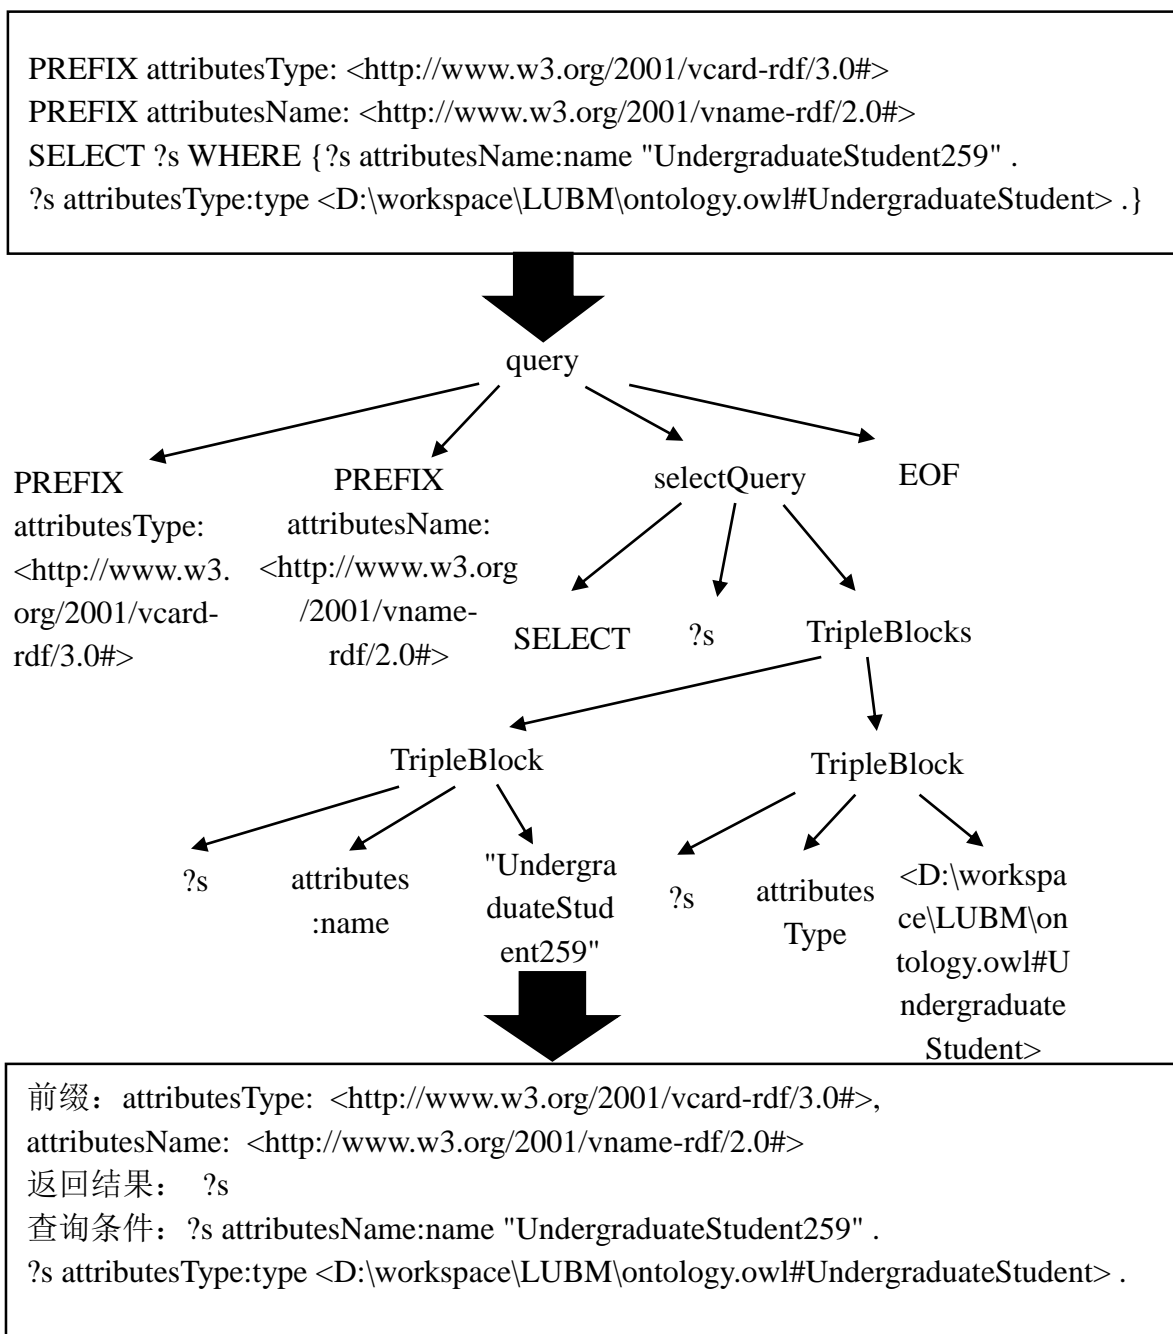 PREFIX attributesType: <http://www.w3.org/2001/vcard-rdf/3.0#>
PREFIX attributesName: <http://www.w3.org/2001/vname-rdf/2.0#>
SELECT ?s WHERE {?s attributesName:name "UndergraduateStudent259" .
?s attributesType:type <D:\workspace\LUBM\ontology.owl#UndergraduateStudent> .}
query
PREFIX
attributesType:
<http://www.w3.
org/2001/vcard-
rdf/3.0#>
PREFIX
attributesName:
<http://www.w3.org
/2001/vname-
rdf/2.0#>
selectQuery
EOF
SELECT
?s
TripleBlocks
TripleBlock
TripleBlock
?s
attributes
:name
"Undergra
duateStud
ent259"
?s
attributes
Type
<D:\workspa
ce\LUBM\on
tology.owl#U
ndergraduate
Student>
前缀：attributesType: <http://www.w3.org/2001/vcard-rdf/3.0#>,
attributesName: <http://www.w3.org/2001/vname-rdf/2.0#>
返回结果： ?s
查询条件：?s attributesName:name "UndergraduateStudent259" .
?s attributesType:type <D:\workspace\LUBM\ontology.owl#UndergraduateStudent> .